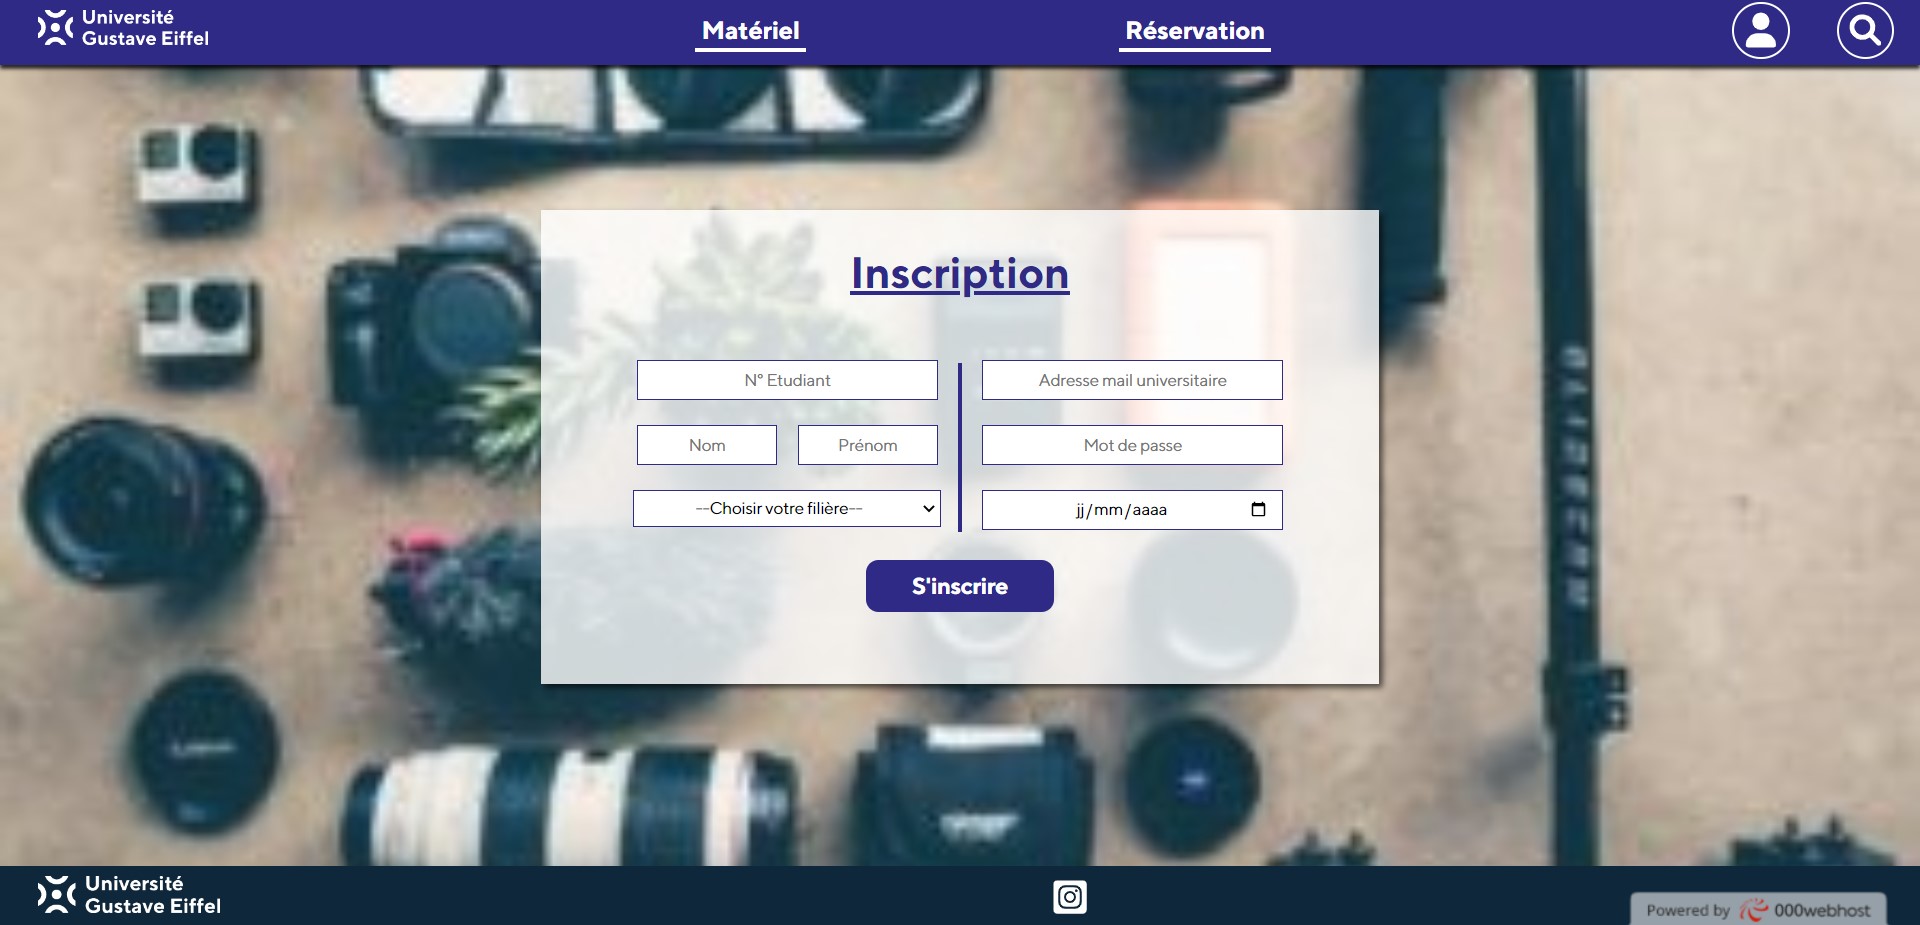 Université
Gustave Eiffel
Matériel
Réservation
Inscription
N° Etudiant
Adresse mail universitaire
Nom
Prénom
Mot de passe
--Choisir votre filière--
jj/mm/aaaa
S'inscrire
Université
Gustave Eiffel
Powered by 000webhost